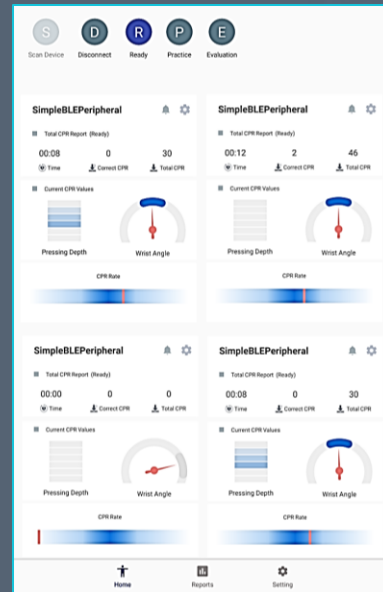 S D R P E
Scan Device Disconnect Ready Practice Evaluation
SimpleBLEPeripheral
Total CPR Report (Ready)
00:08 0 30
Time Correct CPR Total CPR
Current CPR Values
Pressing Depth Wrist Angle
CPR Rate
SimpleBLEPeripheral
Total CPR Report (Ready)
00:12 2 46
Time Correct CPR Total CPR
Current CPR Values
Pressing Depth Wrist Angle
CPR Rate
SimpleBLEPeripheral
Total CPR Report (Ready)
00:00 0 0
Time Correct CPR Total CPR
Current CPR Values
Pressing Depth Wrist Angle
CPR Rate
SimpleBLEPeripheral
Total CPR Report (Ready)
00:08 0 30
Time Correct CPR Total CPR
Current CPR Values
Pressing Depth Wrist Angle
CPR Rate
Home Reports Setting